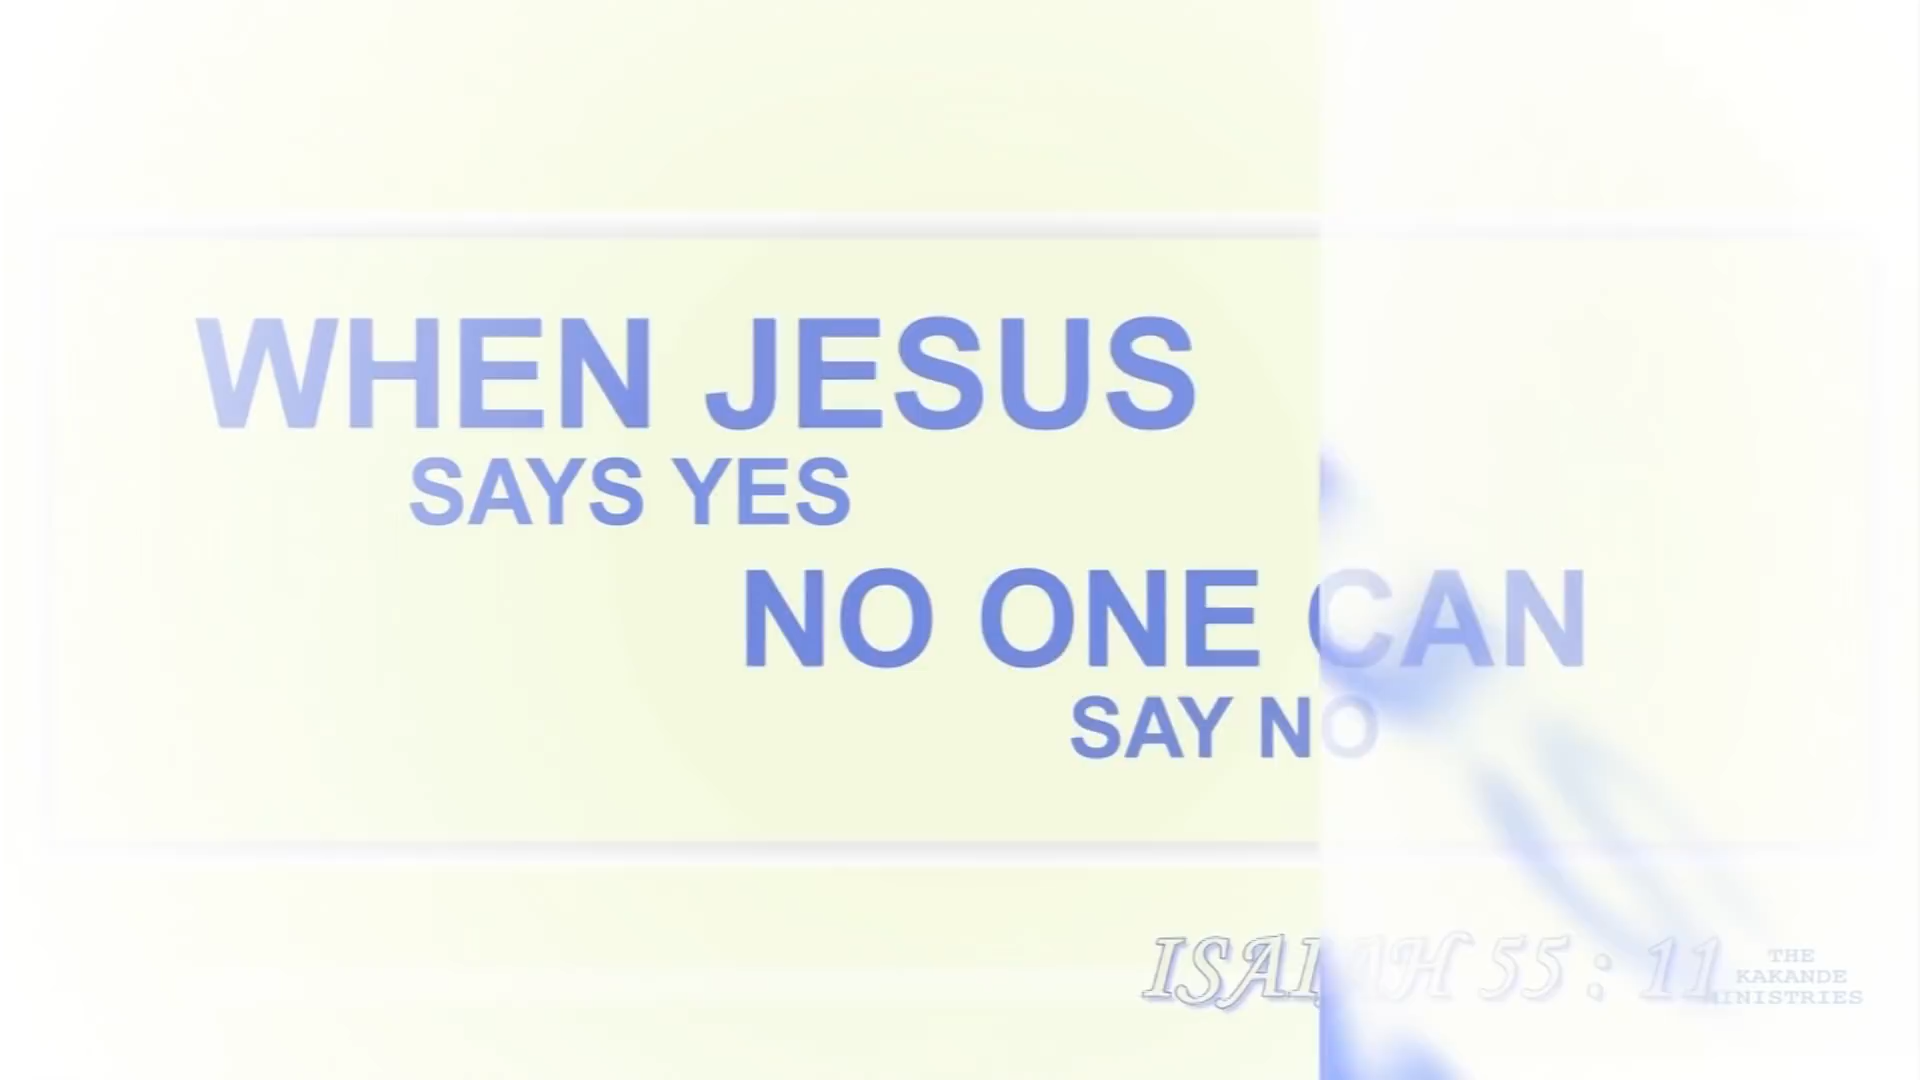 WHEN JESUS
SAYS YES
NO ONE CAN
SAY NO
ISAIAH 55 : 11
THE
KAKANDE
MINISTRIES